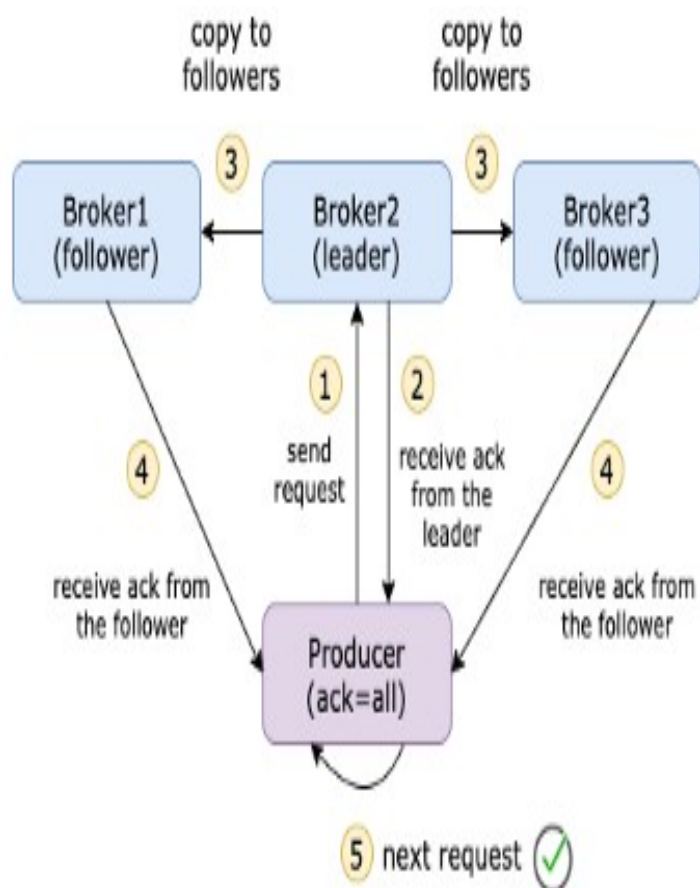 copy to
followers
copy to
followers
3
3
Broker1
(follower)
Broker2
(leader)
Broker3
(follower)
1
2
send
request
receive ack
from the
leader
4
4
receive ack from
the follower
receive ack from
the follower
Producer
(ack=all)
5 next request